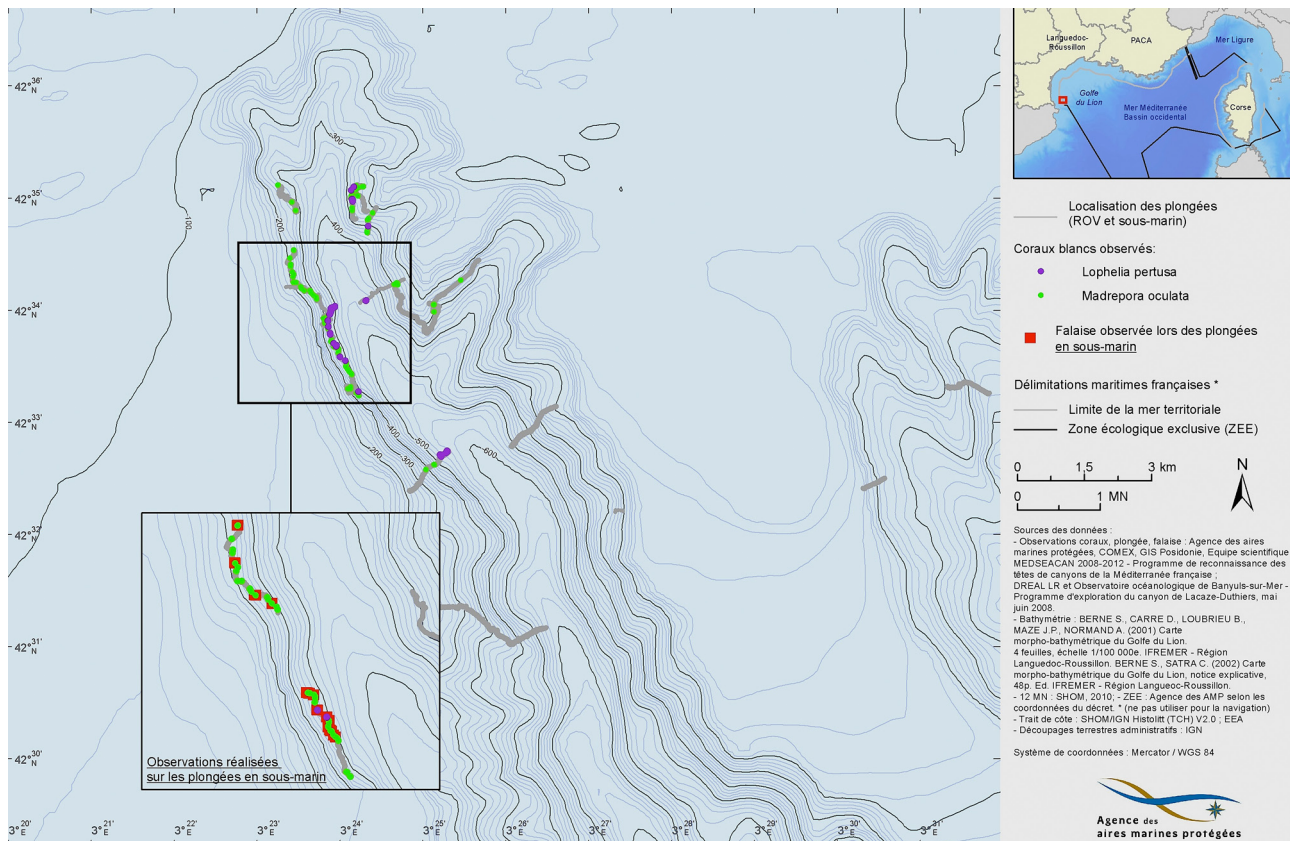 42°36'
N
42°35'
N
42°34'
N
42°33'
N
42°32'
N
42°31'
N
42°30'
N
-300
-100
-200
-400
-400
-500
-600
-200
-300
Observations réalisées
sur les plongées en sous-marin
3°20'
E
3°21'
E
3°22'
E
3°23'
E
3°24'
E
3°25'
E
3°26'
E
3°27'
E
3°28'
E
3°29'
E
3°30'
E
3°31'
E
Languedoc-
Roussillon
PACA
Mer Ligure
Golfe
du Lion
Mer Méditerranée
Bassin occidental
Corse
Localisation des plongées
(ROV et sous-marin)
Coraux blancs observés:
Lophelia pertusa
Madrepora oculata
Falaise observée lors des plongées
en sous-marin
Délimitations maritimes françaises *
Limite de la mer territoriale
Zone écologique exclusive (ZEE)
0 1,5 3 km
0 1 MN
N
Sources des données :
- Observations coraux, plongée, falaise : Agence des aires
marines protégées, COMEX, GIS Posidonie, Equipe scientifique
MEDSEACAN 2008-2012 - Programme de reconnaissance des
têtes de canyons de la Méditerranée française ;
DREAL LR et Observatoire océanologique de Banyuls-sur-Mer -
Programme d'exploration du canyon de Lacaze-Duthiers, mai
juin 2008.
- Bathymétrie : BERNE S., CARRE D., LOUBRIEU B.,
MAZE J.P., NORMAND A. (2001) Carte
morpho-bathymétrique du Golfe du Lion.
4 feuilles, échelle 1/100 000e. IFREMER - Région
Languedoc-Roussillon. BERNE S., SATRA C. (2002) Carte
morpho-bathymétrique du Golfe du Lion, notice explicative,
48p. Ed. IFREMER - Région Langueoc-Roussillon.
- 12 MN : SHOM, 2010; - ZEE : Agence des AMP selon les
coordonnées du décret. * (ne pas utiliser pour la navigation)
- Trait de côte : SHOM/IGN Histolitt (TCH) V2.0 ; EEA
- Découpages terrestres administratifs : IGN
Système de coordonnées : Mercator / WGS 84
Agence des
aires marines protégées